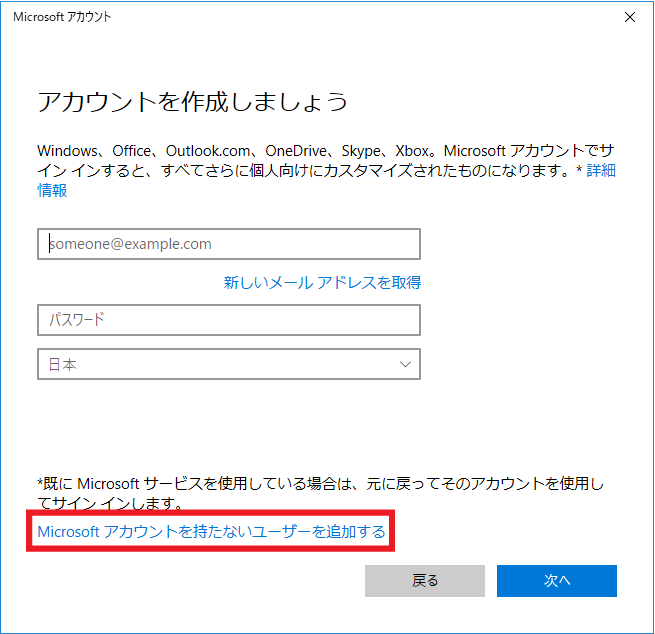 Microsoft アカウント
アカウントを作成しましょう
Windows、Office、Outlook.com、OneDrive、Skype、Xbox。Microsoft アカウントでサ
イン インすると、すべてさらに個人向けにカスタマイズされたものになります。* 詳細
情報
someone@example.com
新しいメール アドレスを取得
パスワード
日本
*既に Microsoft サービスを使用している場合は、元に戻ってそのアカウントを使用し
てサイン インします。
Microsoft アカウントを持たないユーザーを追加する
戻る
次へ